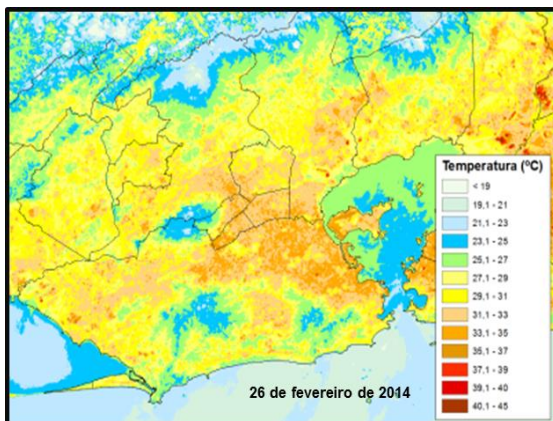 Temperatura (ºC)
< 19
19,1 - 21
21,1 - 23
23,1 - 25
25,1 - 27
27,1 - 29
29,1 - 31
31,1 - 33
33,1 - 35
35,1 - 37
37,1 - 39
39,1 - 40
40,1 - 45
26 de fevereiro de 2014